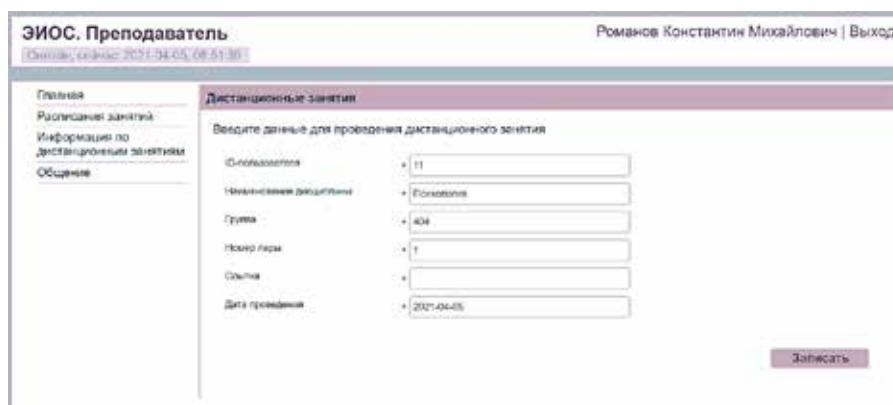 ЭИОС. Преподаватель
Романов Константин Михайлович | Выход
Онлайн, сейчас: 2021-04-05, 08:51:30
Главная
Расписания занятий
Информация по
дистанционным занятиям
Общение
Дистанционные занятия
Введите данные для проведения дистанционного занятия
ID-пользователя * 11
Наименование дисциплины * Психология
Группа * 404
Номер пары * 1
Ссылка *
Дата проведения * 2021-04-05
Записать